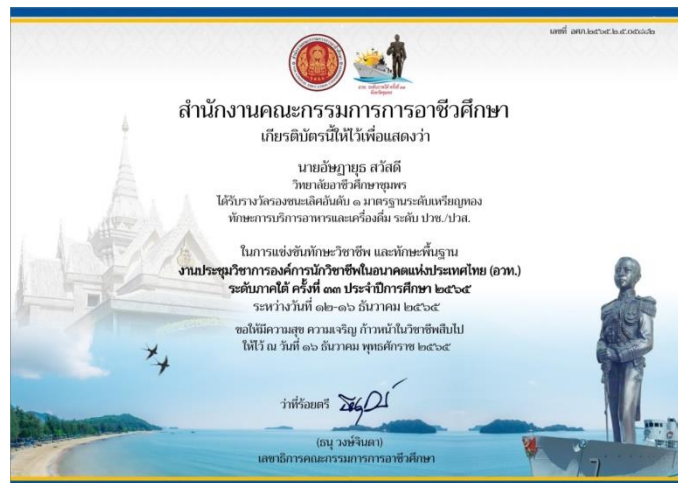 เลขที่ อศก.๒๕๖๕.๒.๕.๐๕๘๘๒
สำนักงานคณะกรรมการการอาชีวศึกษา
เกียรติบัตรนี้ให้ไว้เพื่อแสดงว่า
นายอัษฎายุธ สวัสดี
วิทยาลัยอาชีวศึกษาชุมพร
ได้รับรางวัลรองชนะเลิศอันดับ ๑ มาตรฐานระดับเหรียญทอง
ทักษะการบริการอาหารและเครื่องดื่ม ระดับ ปวช./ปวส.
ในการแข่งขันทักษะวิชาชีพ และทักษะพื้นฐาน
งานประชุมวิชาการองค์การนักวิชาชีพในอนาคตแห่งประเทศไทย (อวท.)
ระดับภาคใต้ ครั้งที่ ๓๓ ประจำปีการศึกษา ๒๕๖๕
ระหว่างวันที่ ๑๒-๑๖ ธันวาคม ๒๕๖๕
ขอให้มีความสุข ความเจริญ ก้าวหน้าในวิชาชีพสืบไป
ให้ไว้ ณ วันที่ ๑๖ ธันวาคม พุทธศักราช ๒๕๖๕
ว่าที่ร้อยตรี
(ธนุ วงษ์จินดา)
เลขาธิการคณะกรรมการการอาชีวศึกษา